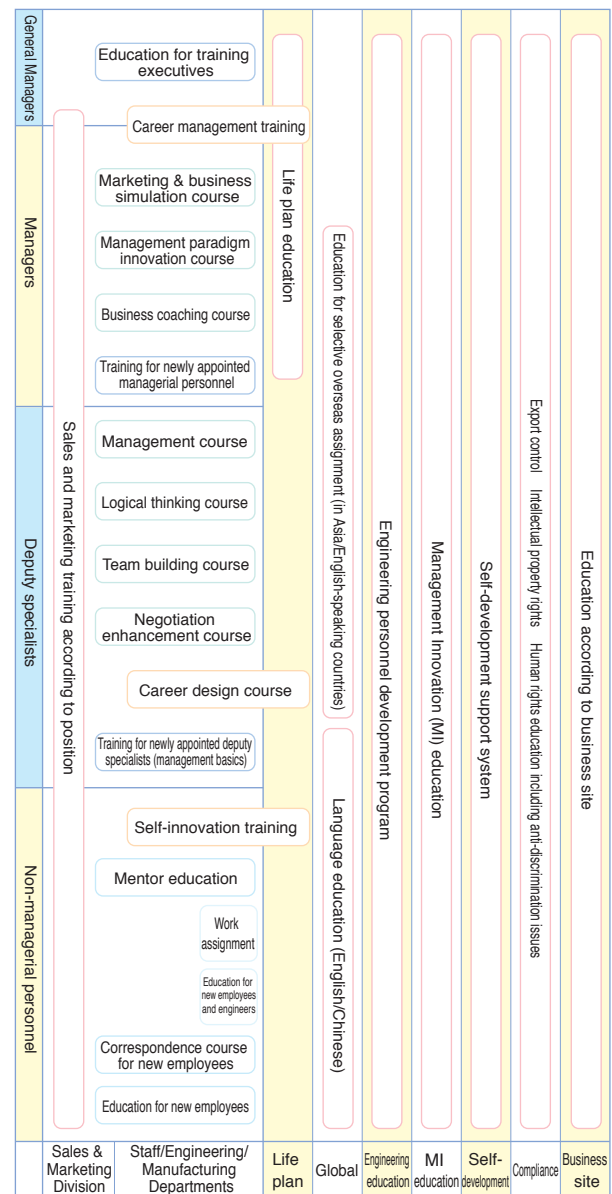 General Managers
Managers
Deputy specialists
Non-managerial personnel
Sales and marketing training according to position
Education for training
executives
Career management training
Marketing & business
simulation course
Management paradigm
innovation course
Business coaching course
Training for newly appointed
managerial personnel
Management course
Logical thinking course
Team building course
Negotiation
enhancement course
Career design course
Training for newly appointed deputy
specialists (management basics)
Self-innovation training
Mentor education
Work
assignment
Education for
new employees
and engineers
Correspondence course
for new employees
Education for new employees
Life plan education
Education for selective overseas assignment (in Asia/English-speaking countries)
Language education (English/Chinese)
Engineering personnel development program
Management Innovation (MI) education
Self-development support system
Export control Intellectual property rights Human rights education including anti-discrimination issues
Education according to business site
Sales &
Marketing
Division
Staff/Engineering/
Manufacturing
Departments
Life
plan
Global
Engineering
education
MI
education
Self-
development
Compliance
Business
site